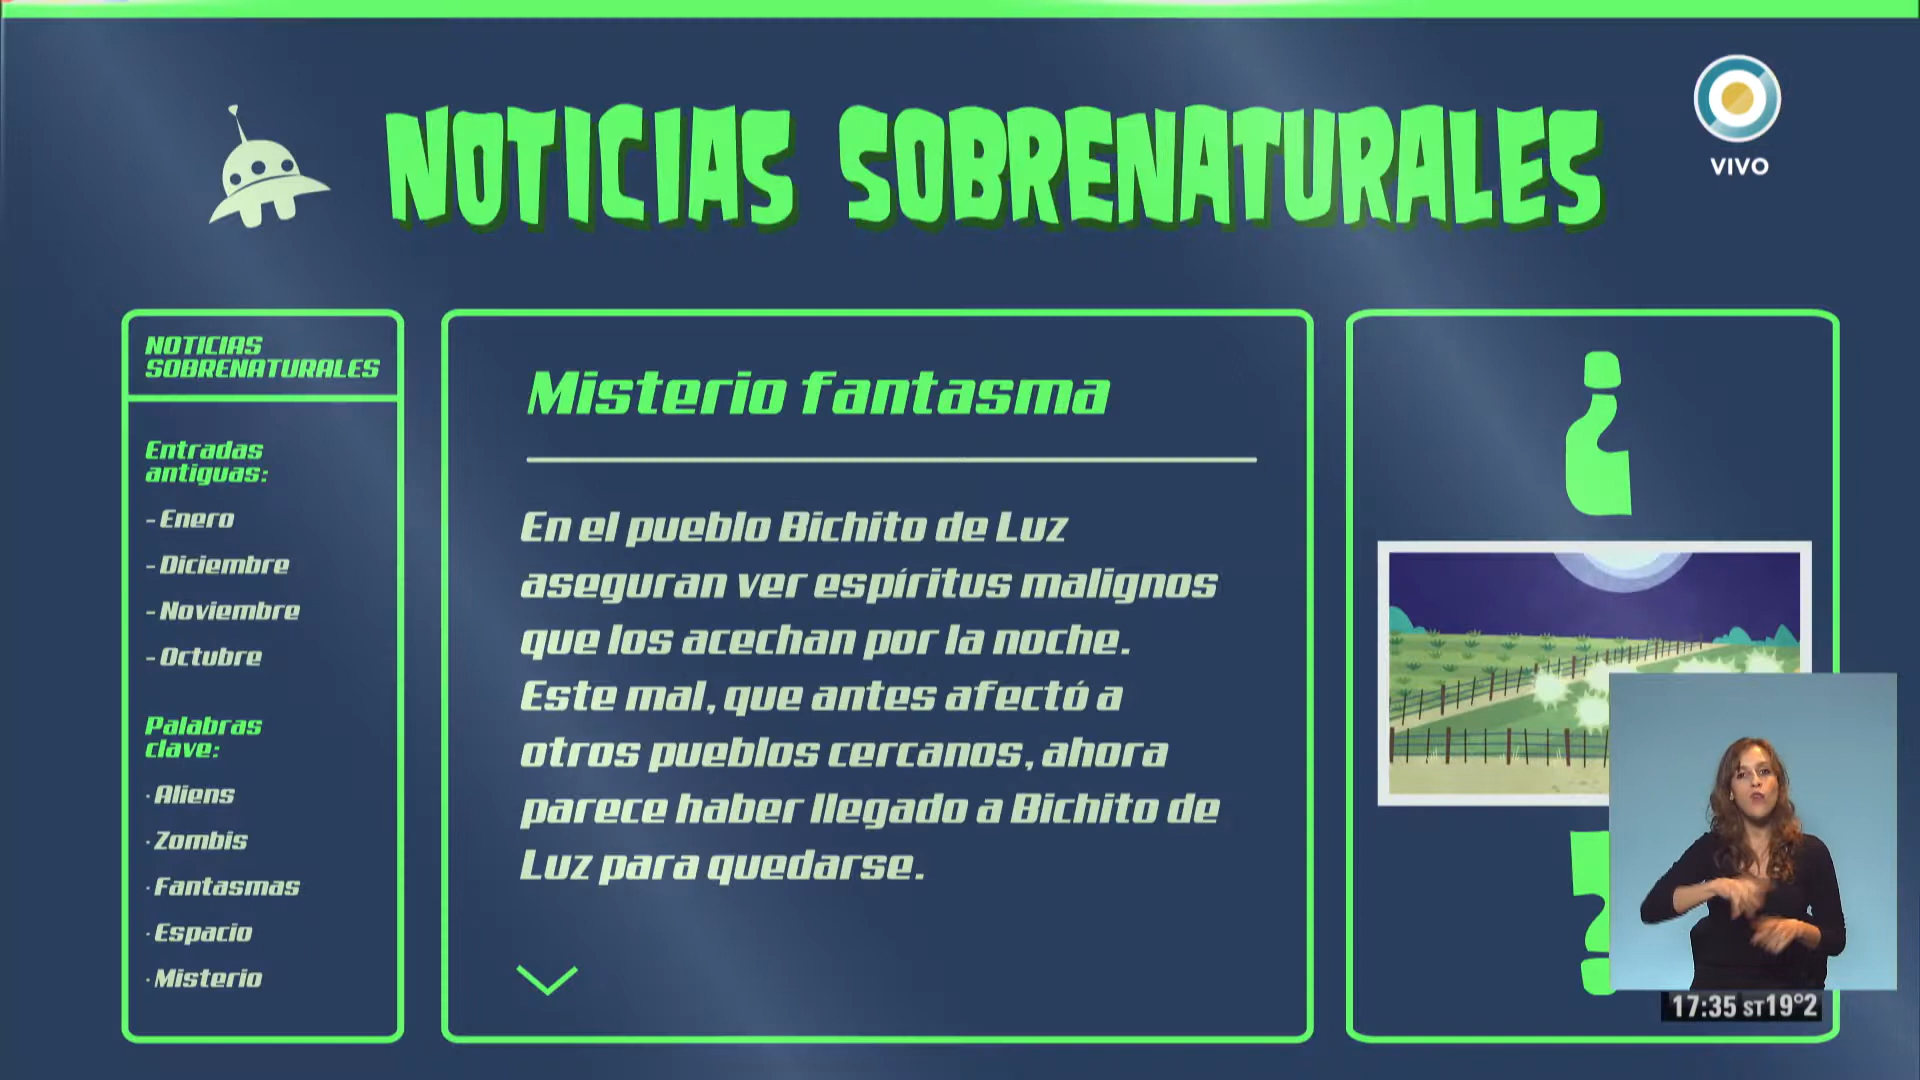 NOTICIAS SOBRENATURALES
VIVO
NOTICIAS
SOBRENATURALES
Entradas
antiguas:
- Enero
- Diciembre
- Noviembre
- Octubre
Palabras
clave:
· Aliens
· Zombis
· Fantasmas
· Espacio
· Misterio
Misterio fantasma
En el pueblo Bichito de Luz
aseguran ver espíritus malignos
que los acechan por la noche.
Este mal, que antes afectó a
otros pueblos cercanos, ahora
parece haber llegado a Bichito de
Luz para quedarse.
¿
?
17:35 ST19°2